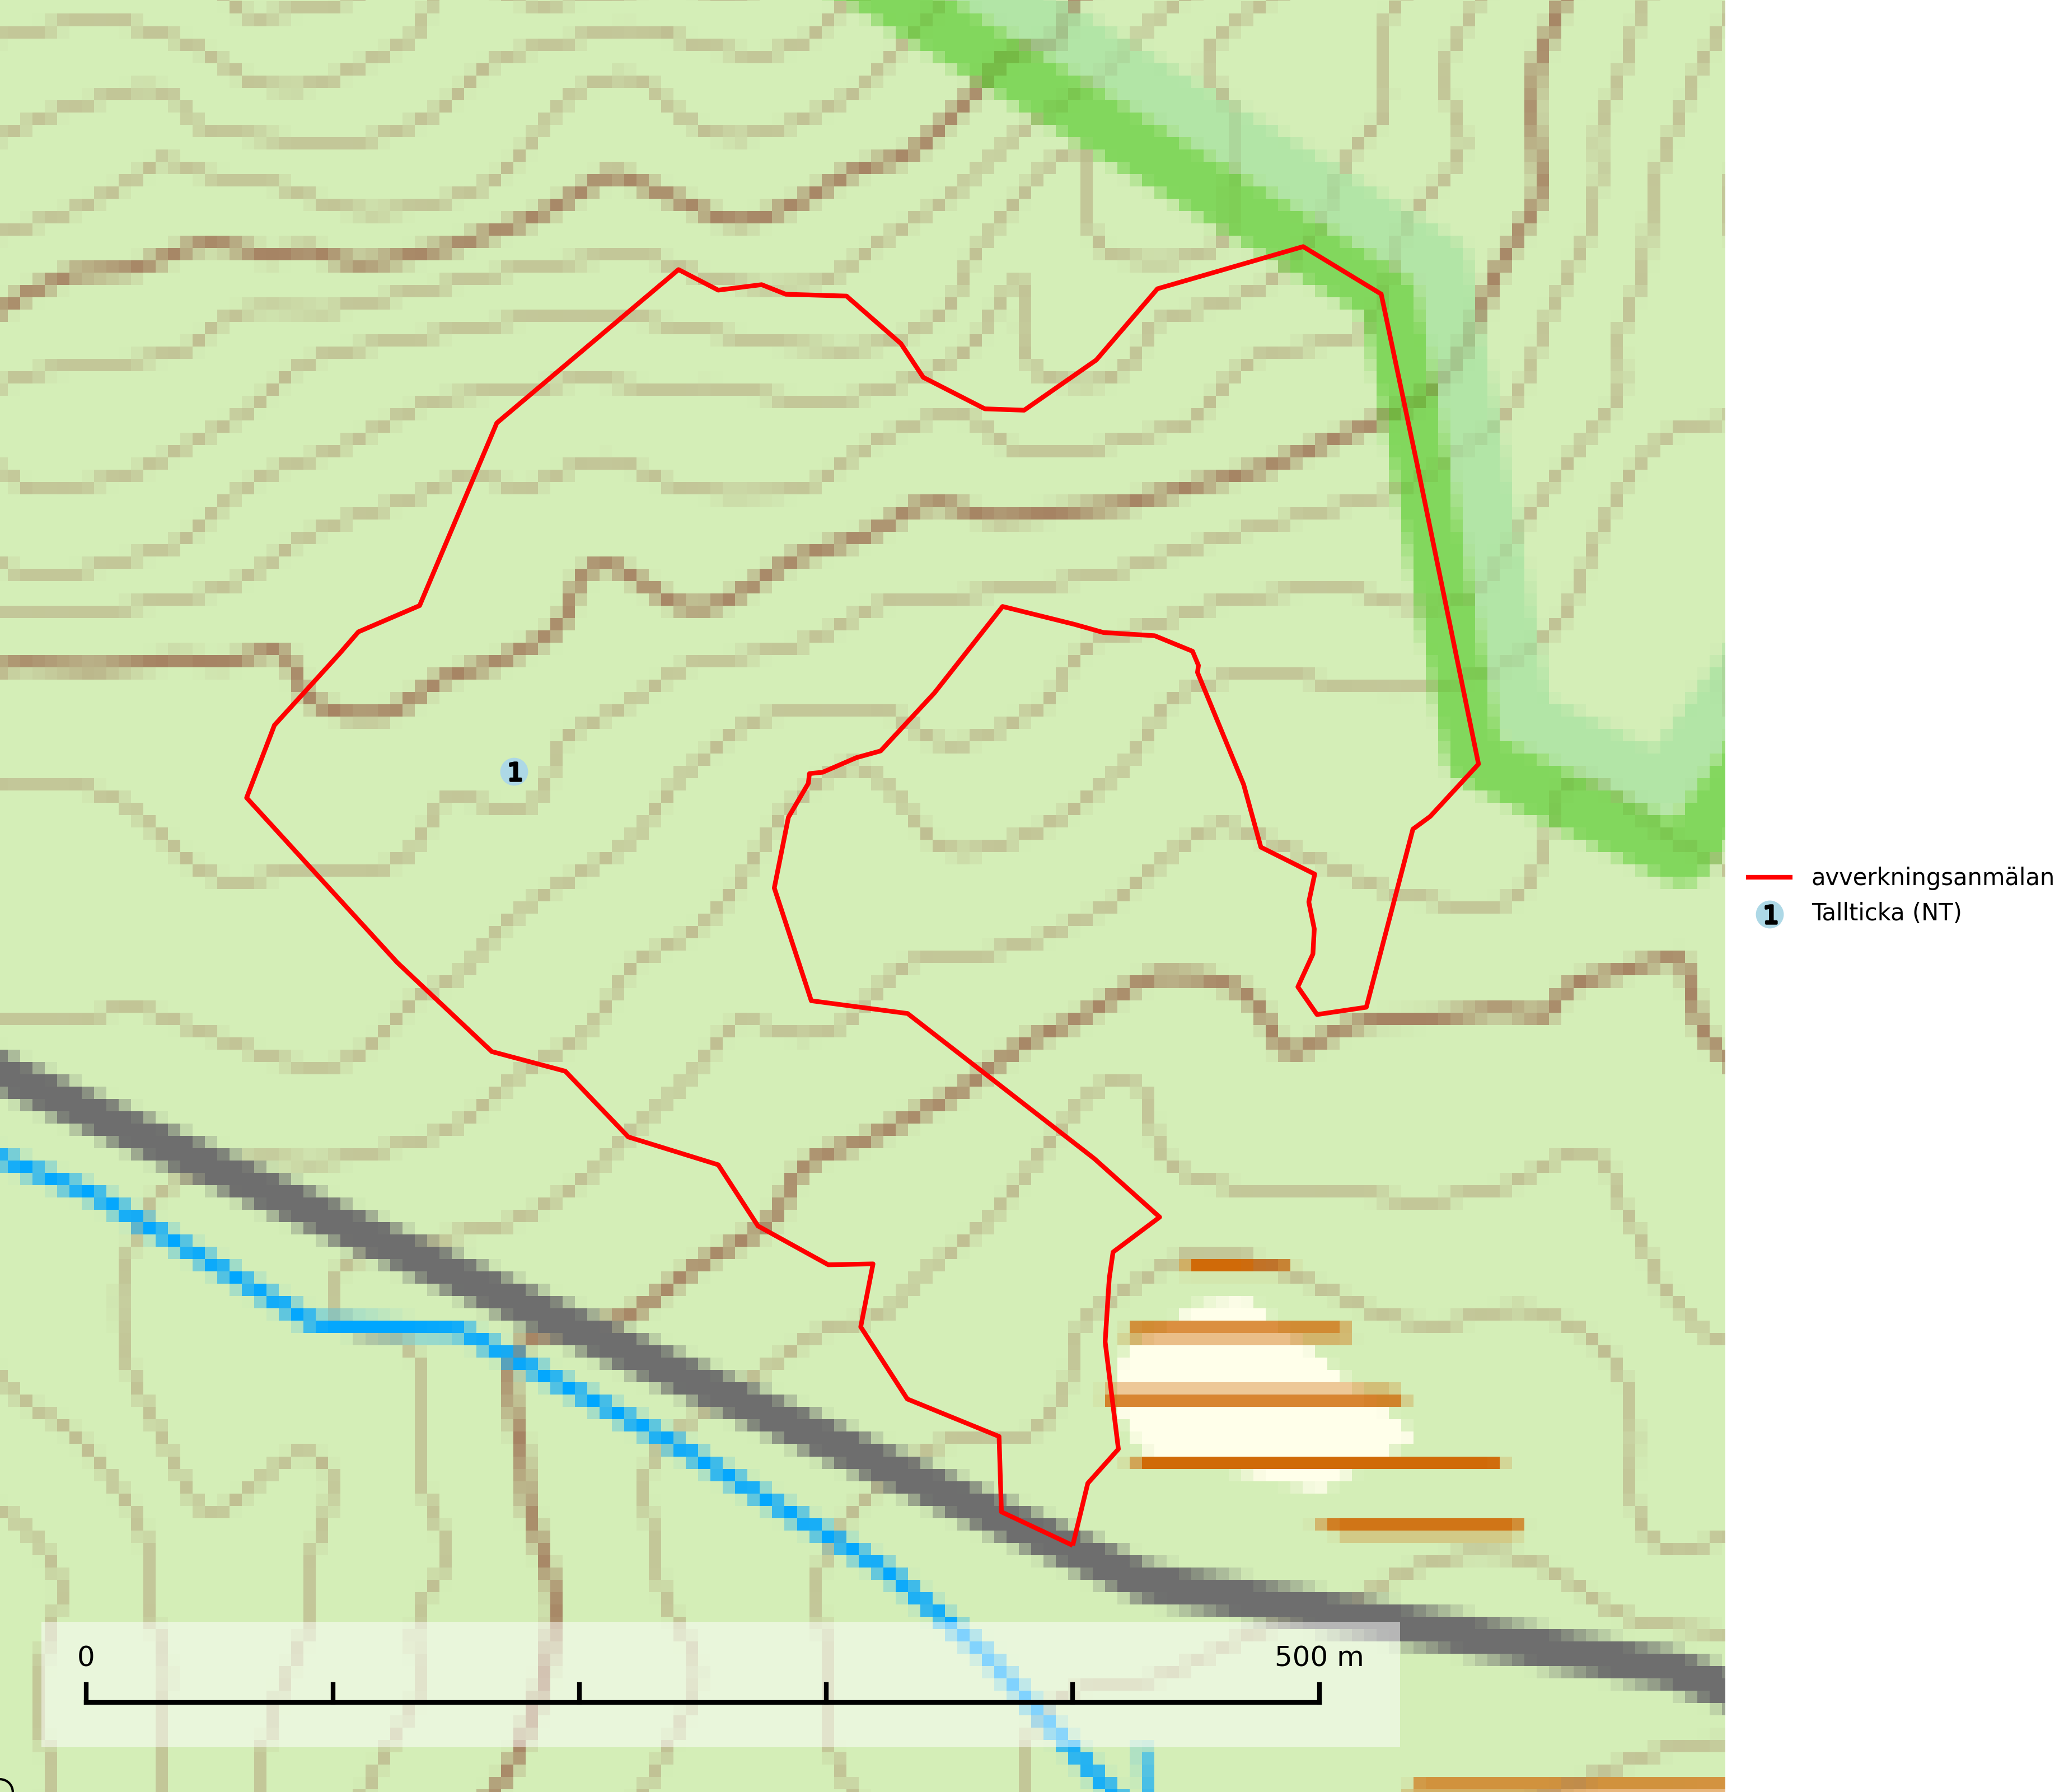 avverkningsanmälan
1 Tallticka (NT)
1
0 500 m